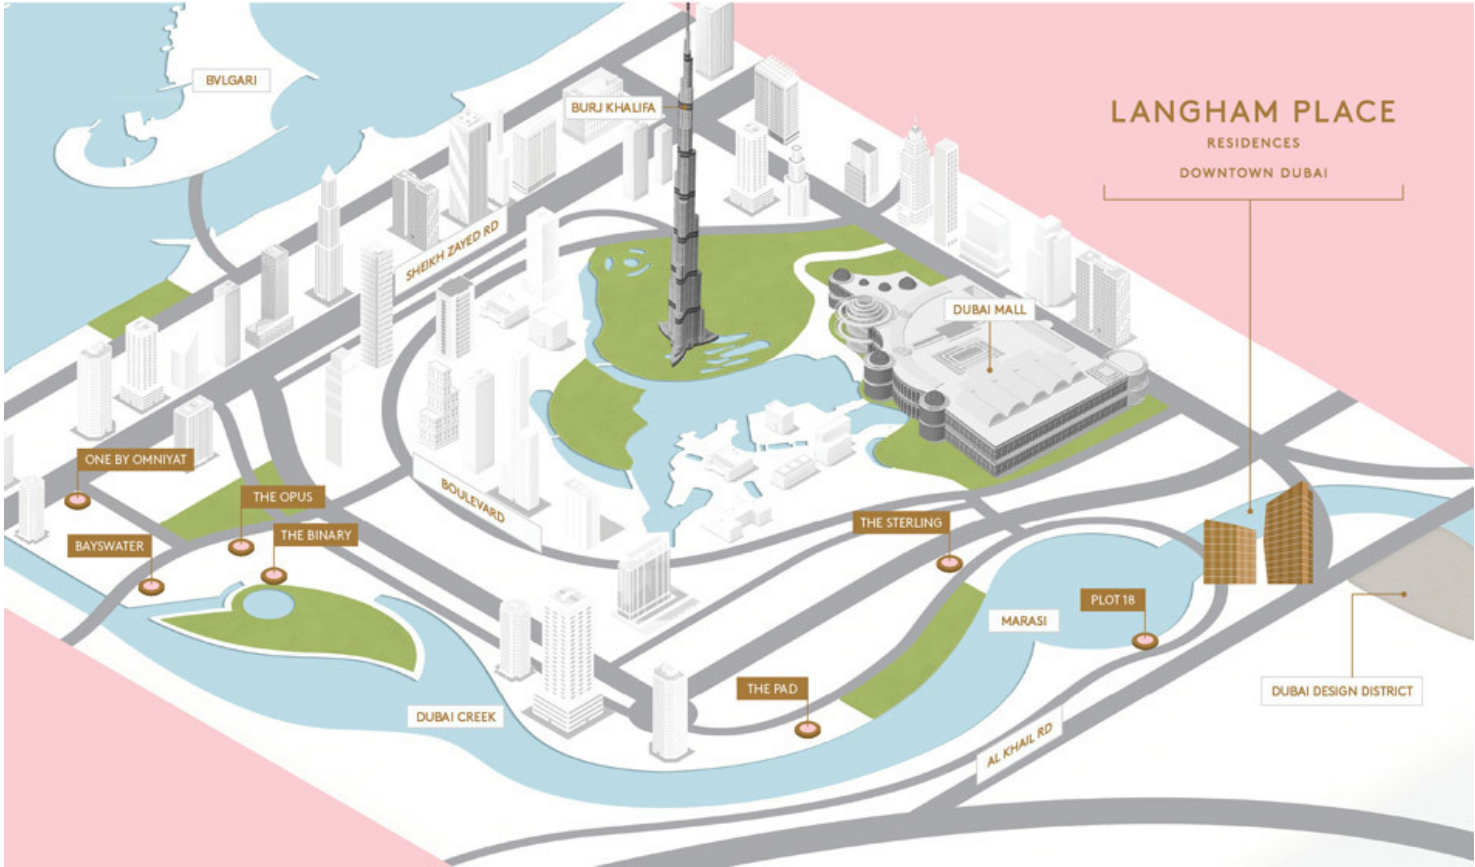 BVLGARI
BURJ KHALIFA
LANGHAM PLACE
RESIDENCES
DOWNTOWN DUBAI
SHEIKH ZAYED RD
DUBAI MALL
ONE BY OMNIYAT
THE OPUS
BOULEVARD
THE BINARY
THE STERLING
BAYSWATER
PLOT 18
MARASI
THE PAD
DUBAI DESIGN DISTRICT
DUBAI CREEK
AL KHAIL RD